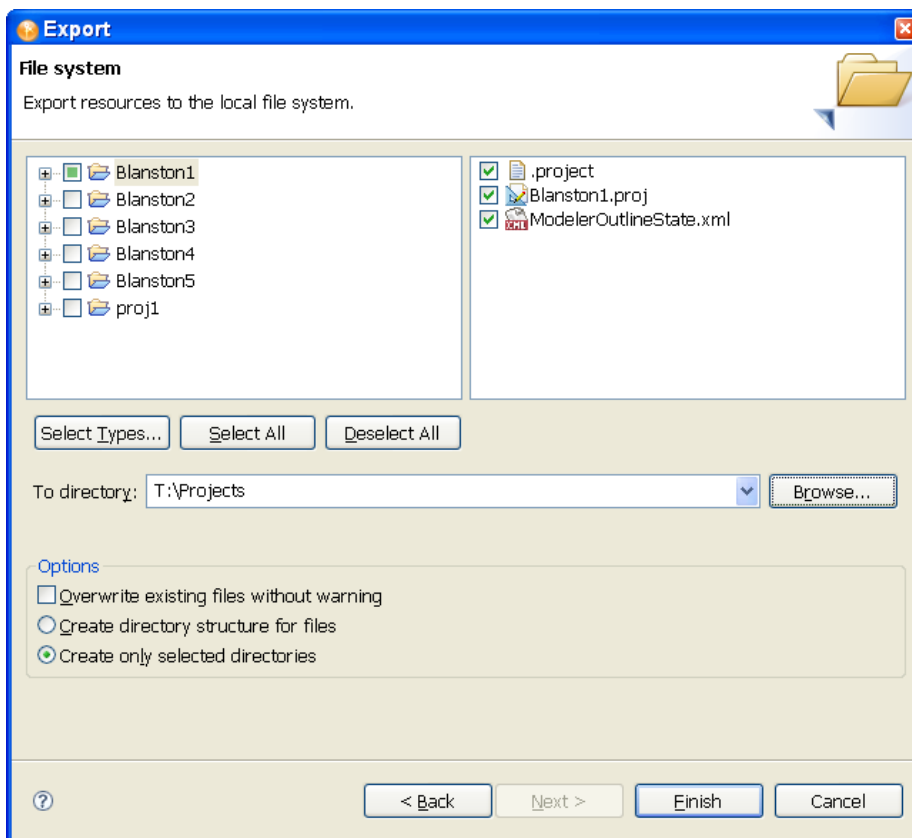 Export
File system
Export resources to the local file system.
Blanston1
Blanston2
Blanston3
Blanston4
Blanston5
proj1
.project
Blanston1.proj
ModelerOutlineState.xml
Select Types...
Select All
Deselect All
To directory:
T:\Projects
Browse...
Options
Overwrite existing files without warning
Create directory structure for files
Create only selected directories
?
< Back
Next >
Finish
Cancel